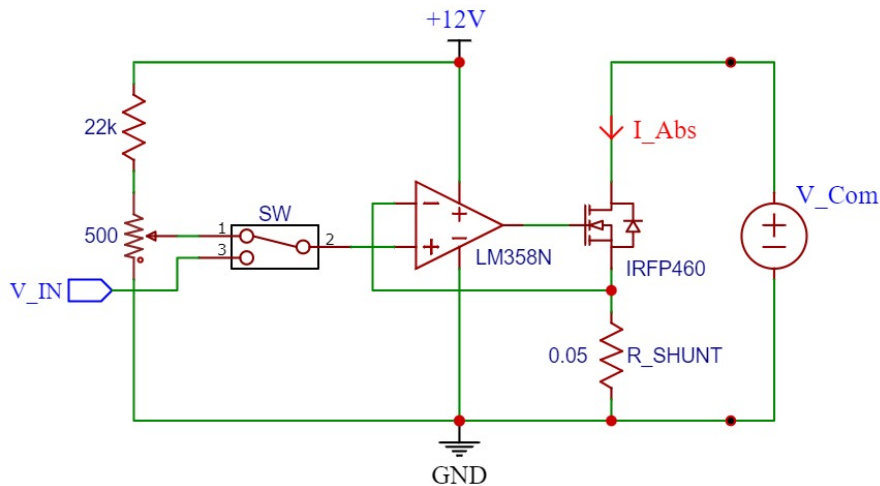 +12V
22k
I_Abs
500
1
SW
3
2
V_IN
LM358N
IRFP460
V_Com
0.05
R_SHUNT
GND